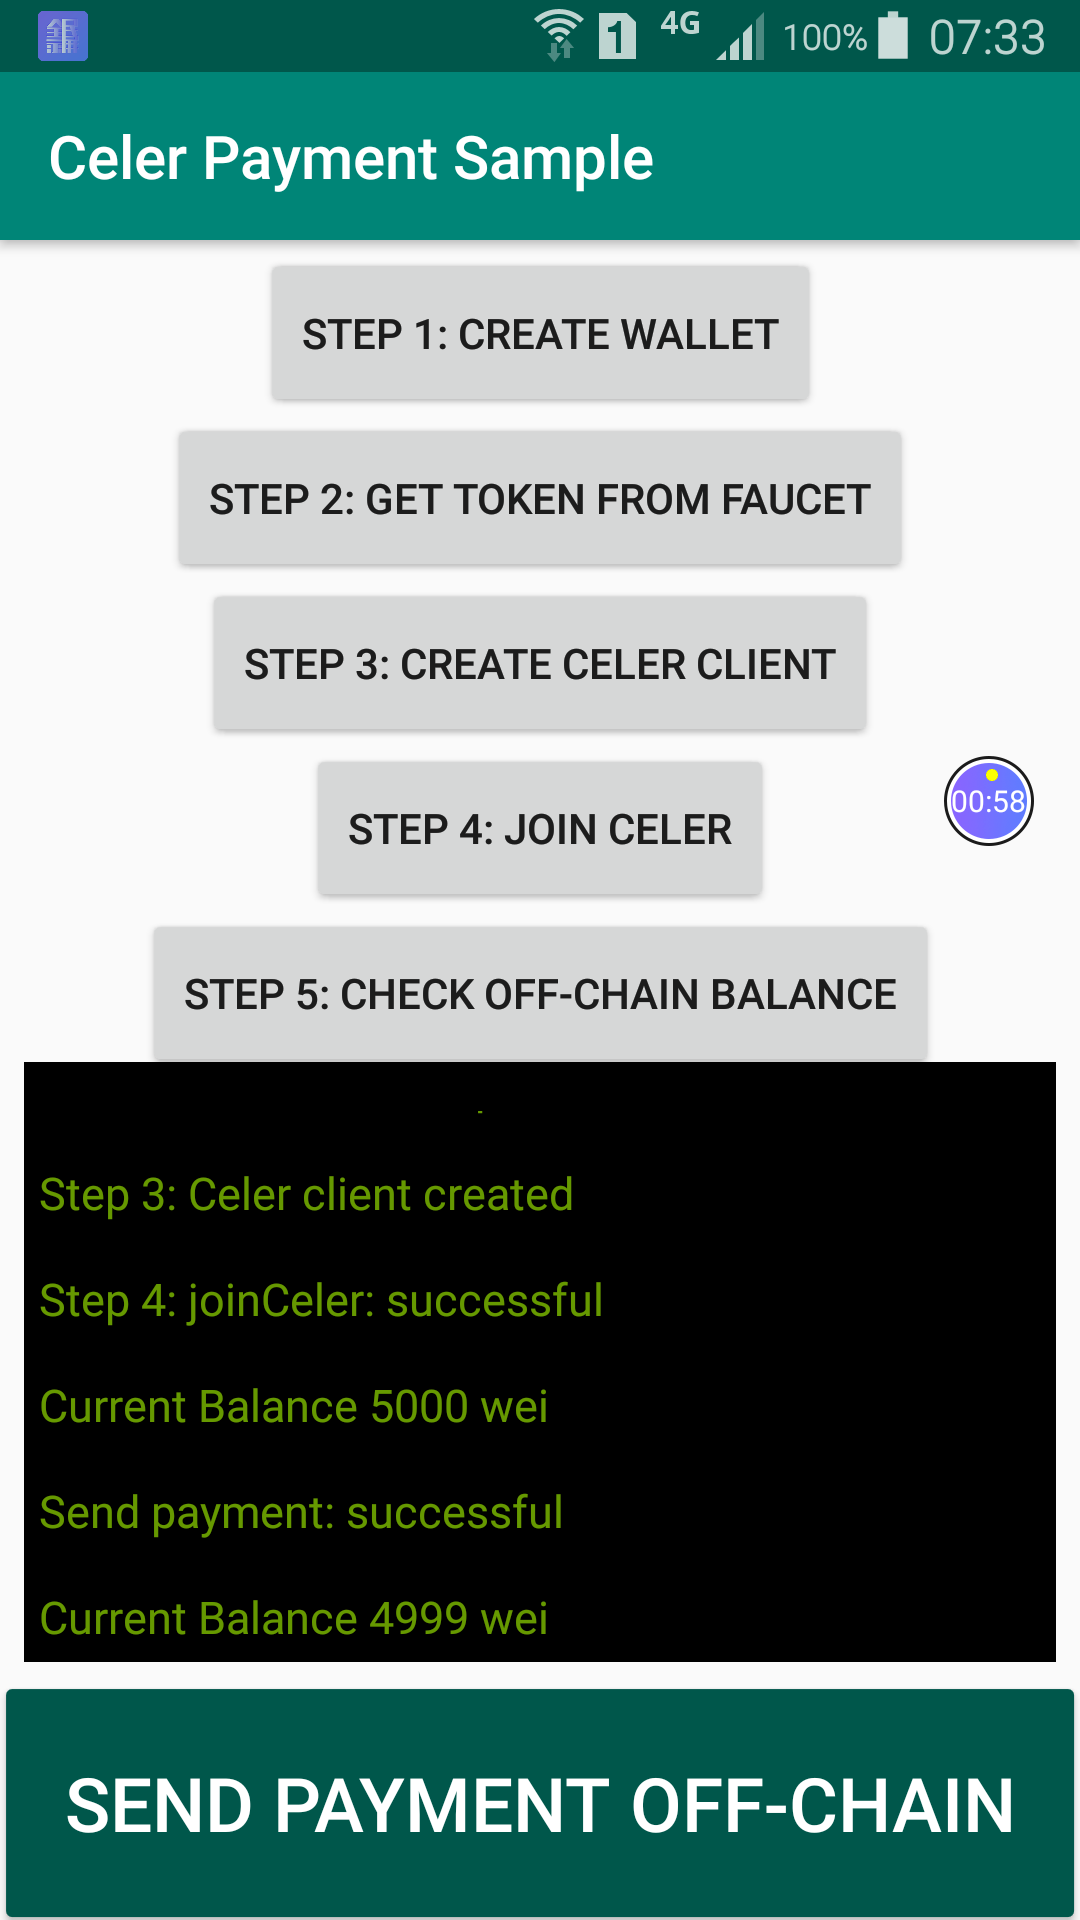 1 4G 100% 07:33
Celer Payment Sample
STEP 1: CREATE WALLET
STEP 2: GET TOKEN FROM FAUCET
STEP 3: CREATE CELER CLIENT
STEP 4: JOIN CELER
00:58
STEP 5: CHECK OFF-CHAIN BALANCE
Step 3: Celer client created
Step 4: joinCeler: successful
Current Balance 5000 wei
Send payment: successful
Current Balance 4999 wei
SEND PAYMENT OFF-CHAIN